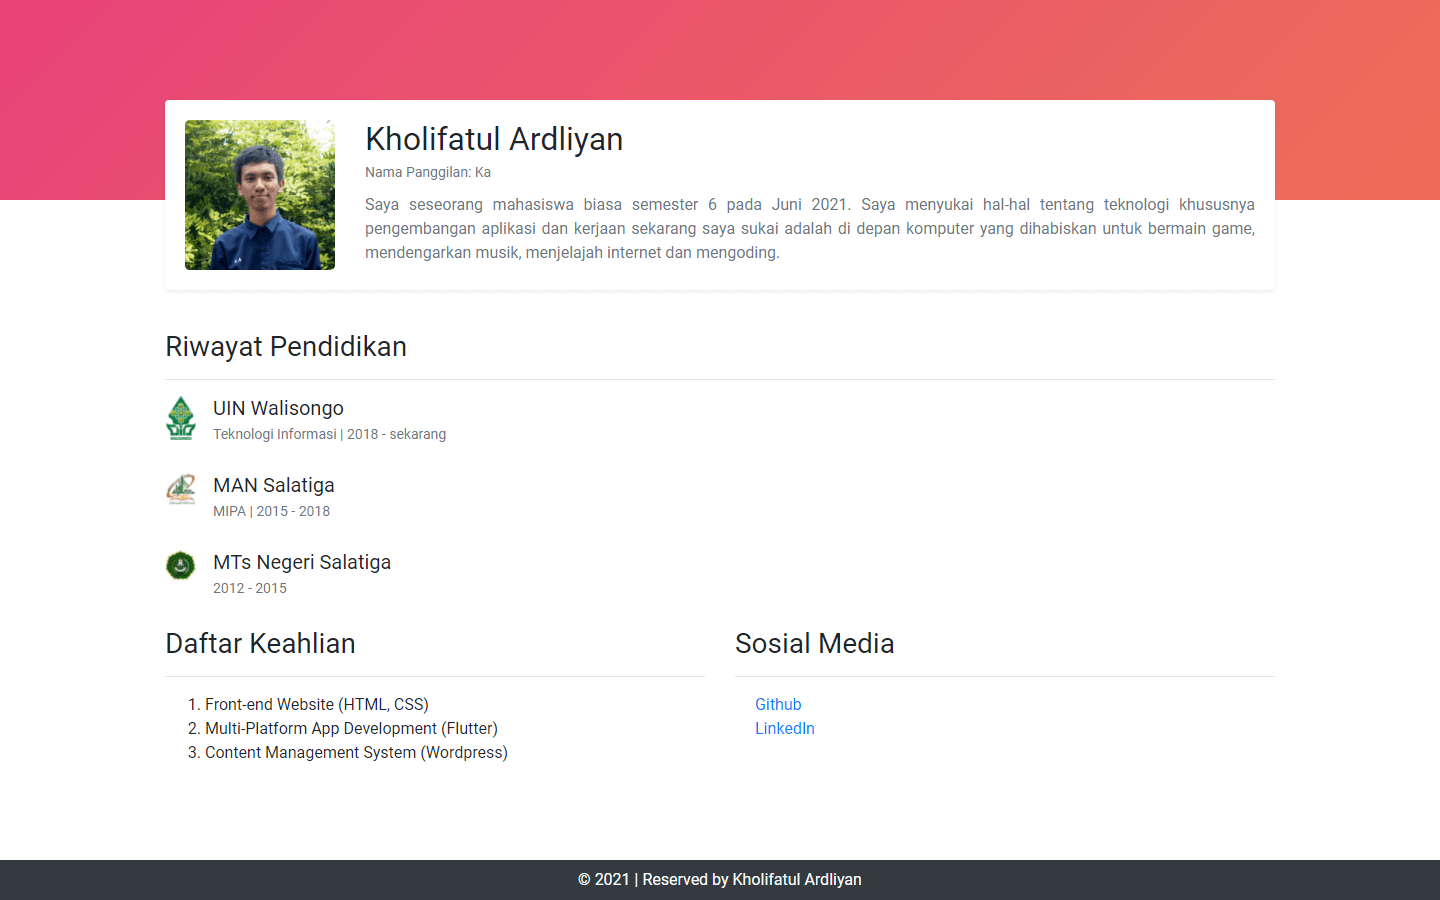 Kholifatul Ardliyan
Nama Panggilan: Ka
Saya seseorang mahasiswa biasa semester 6 pada Juni 2021. Saya menyukai hal-hal tentang teknologi khususnya
pengembangan aplikasi dan kerjaan sekarang saya sukai adalah di depan komputer yang dihabiskan untuk bermain game,
mendengarkan musik, menjelajah internet dan mengoding.
Riwayat Pendidikan
UIN Walisongo
Teknologi Informasi | 2018 - sekarang
MAN Salatiga
MIPA | 2015 - 2018
MTs Negeri Salatiga
2012 - 2015
Daftar Keahlian
1. Front-end Website (HTML, CSS)
2. Multi-Platform App Development (Flutter)
3. Content Management System (Wordpress)
Sosial Media
Github
LinkedIn
© 2021 | Reserved by Kholifatul Ardliyan